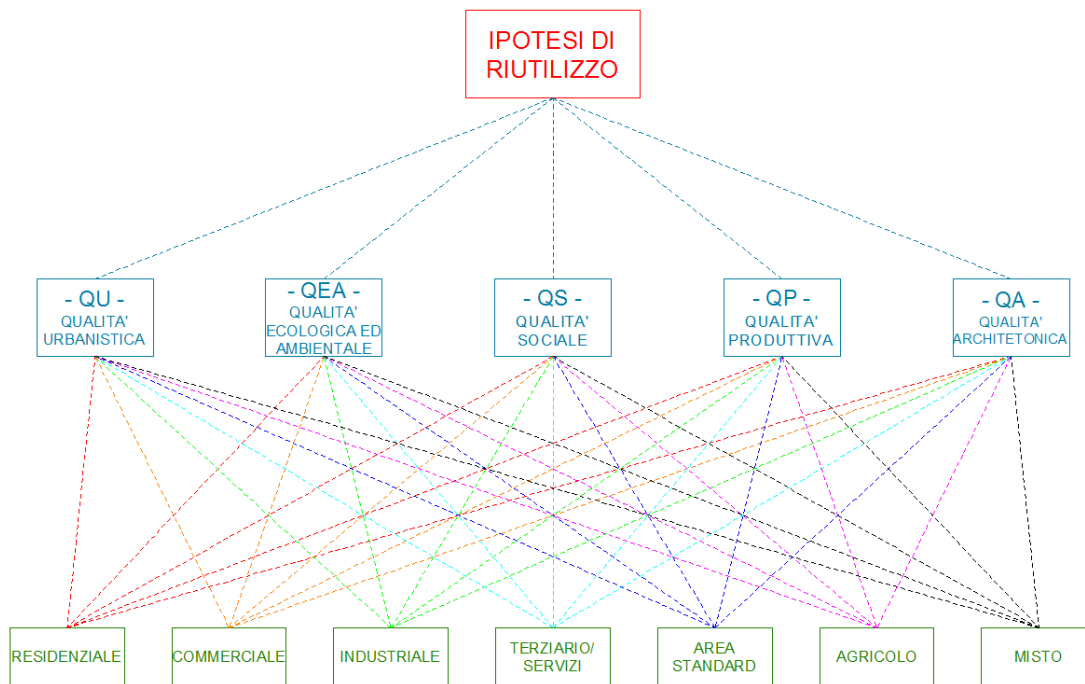 IPOTESI DI
RIUTILIZZO
- QU -
QUALITA'
URBANISTICA
- QEA -
QUALITA'
ECOLOGICA ED
AMBIENTALE
- QS -
QUALITA'
SOCIALE
- QP -
QUALITA'
PRODUTTIVA
- QA -
QUALITA'
ARCHITETONICA
RESIDENZIALE
COMMERCIALE
INDUSTRIALE
TERZIARIO/
SERVIZI
AREA
STANDARD
AGRICOLO
MISTO